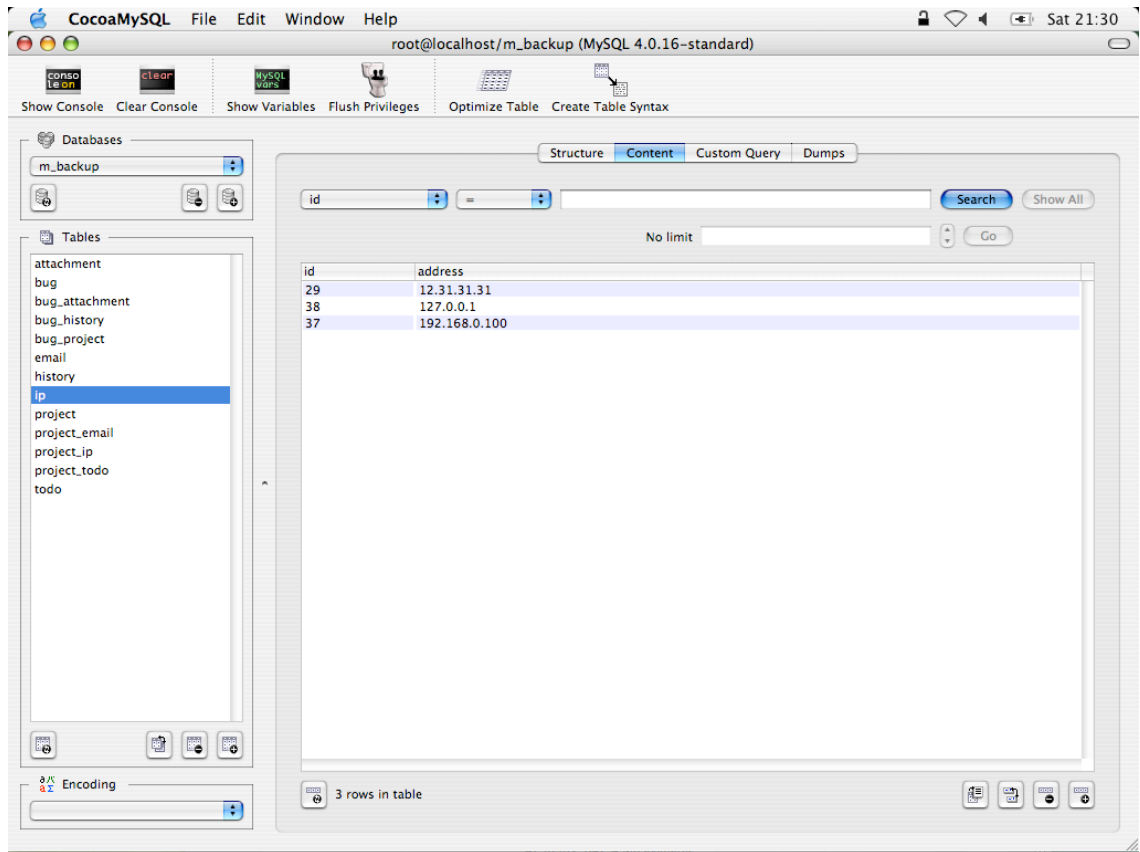 CocoaMySQL File Edit Window Help Sat 21:30
root@localhost/m_backup (MySQL 4.0.16-standard)
conso
le on
clear
MySQL
vars
Show Console Clear Console Show Variables Flush Privileges Optimize Table Create Table Syntax
Databases
m_backup
Structure Content Custom Query Dumps
id = Search Show All
Tables
No limit Go
attachment
bug
bug_attachment
bug_history
bug_project
email
history
ip
project
project_email
project_ip
project_todo
todo
id address
29 12.31.31.31
38 127.0.0.1
37 192.168.0.100
Encoding
3 rows in table